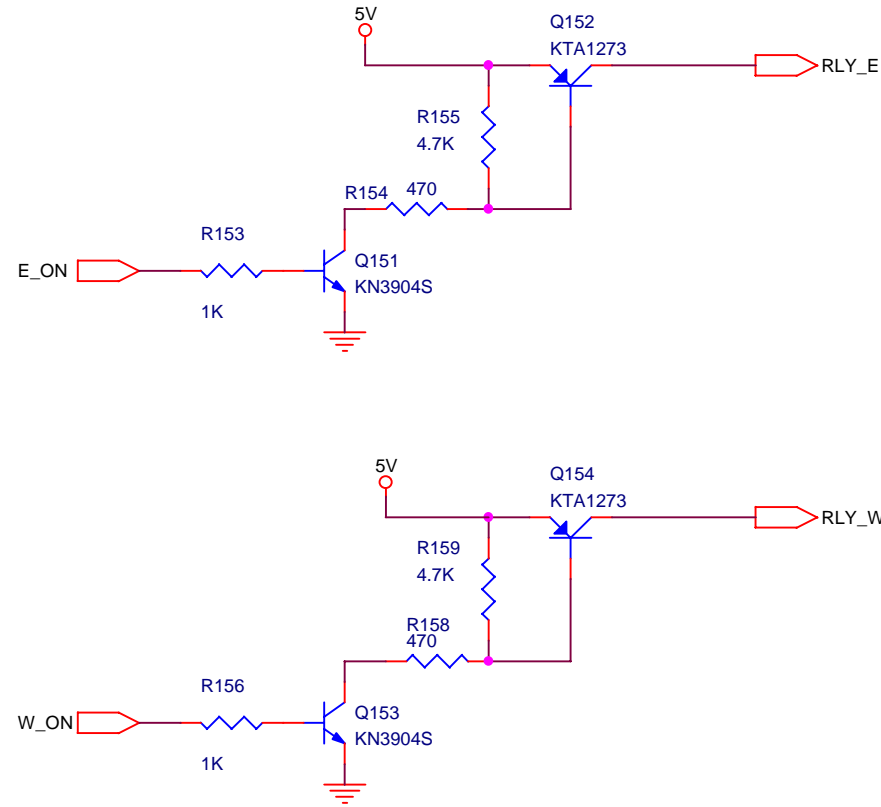 5V
Q152
KTA1273
RLY_E
R155
4.7K
R154
470
R153
E_ON
1K
Q151
KN3904S
5V
Q154
KTA1273
RLY_W
R159
4.7K
R158
470
R156
W_ON
1K
Q153
KN3904S